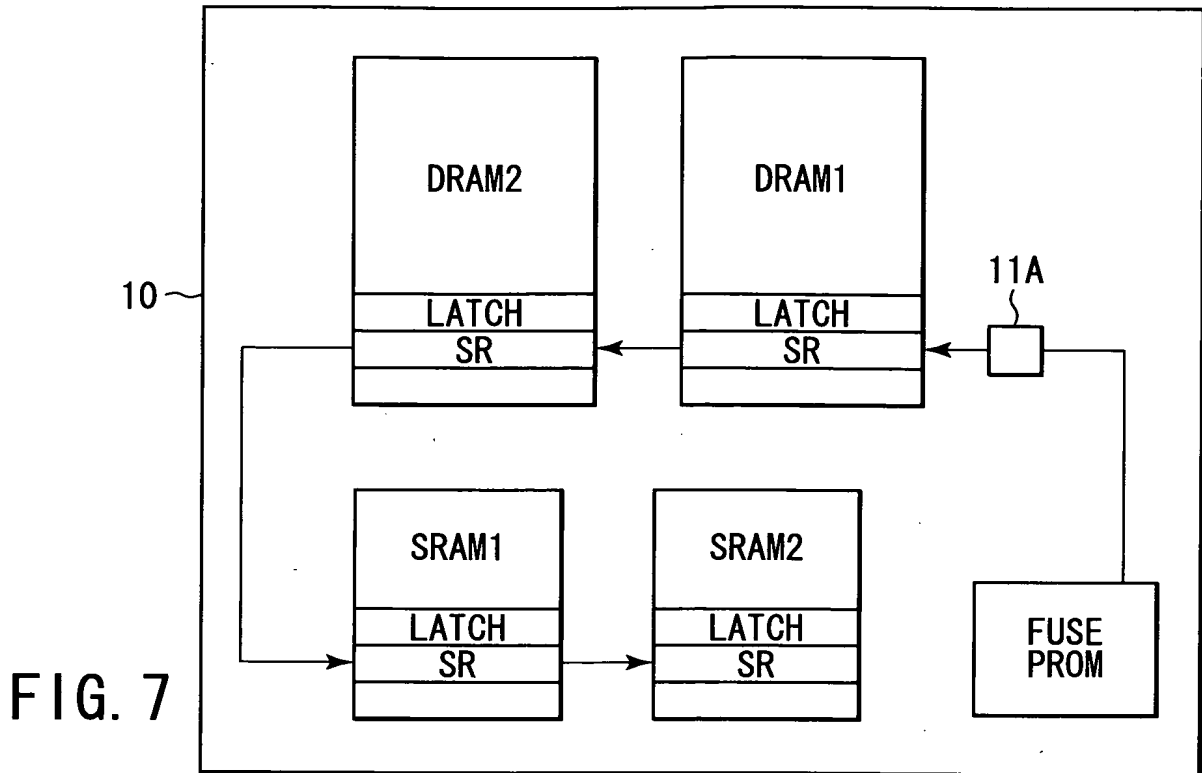 DRAM2
DRAM1
10
11A
LATCH
LATCH
SR
SR
SRAM1
SRAM2
LATCH
LATCH
SR
SR
FUSE
PROM
FIG. 7